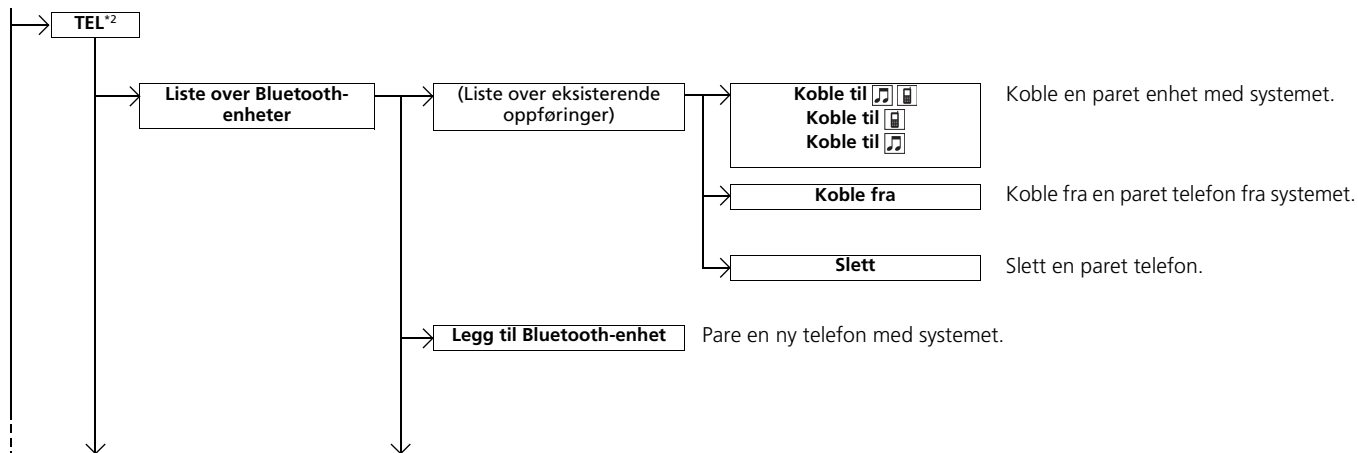 TEL*2
Liste over Bluetooth-
enheter
(Liste over eksisterende
oppføringer)
Koble til
Koble til
Koble til
Koble en paret enhet med systemet.
Koble fra
Koble fra en paret telefon fra systemet.
Slett
Slett en paret telefon.
Legg til Bluetooth-enhet
Pare en ny telefon med systemet.